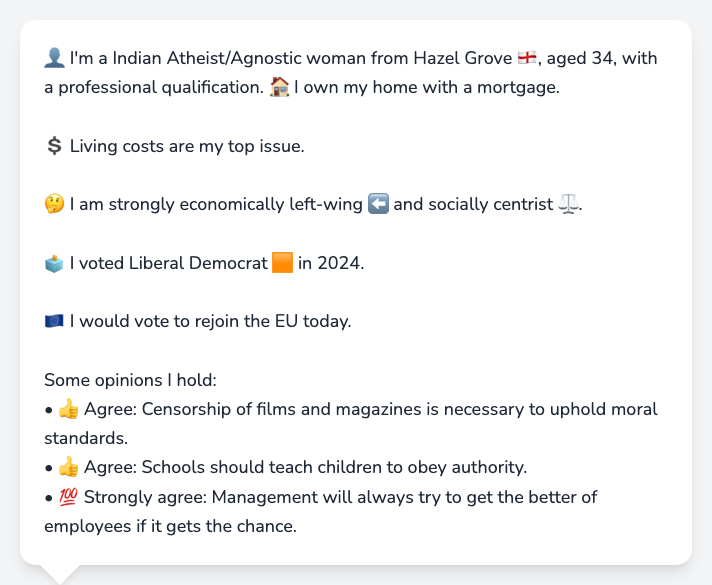 👤 I'm a Indian Atheist/Agnostic woman from Hazel Grove 🏴󠁧󠁢󠁥󠁮󠁧󠁿, aged 34, with
a professional qualification. 🏠 I own my home with a mortgage.
💲 Living costs are my top issue.
🤔 I am strongly economically left-wing ⬅️ and socially centrist ⚖️.
🗳️ I voted Liberal Democrat 🟧 in 2024.
🇪🇺 I would vote to rejoin the EU today.
Some opinions I hold:
• 👍 Agree: Censorship of films and magazines is necessary to uphold moral
standards.
• 👍 Agree: Schools should teach children to obey authority.
• 💯 Strongly agree: Management will always try to get the better of
employees if it gets the chance.